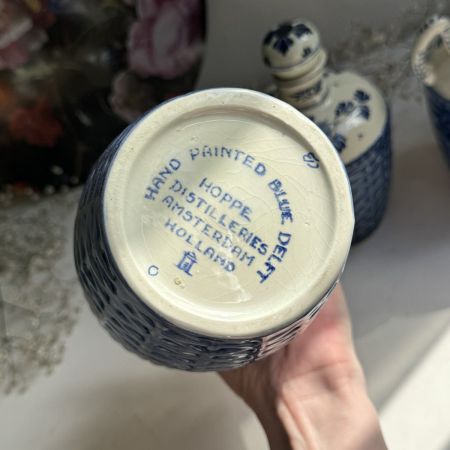 HAND PAINTED BLUE DELFT
HOPPE
DISTILLERIES
AMSTERDAM
HOLLAND